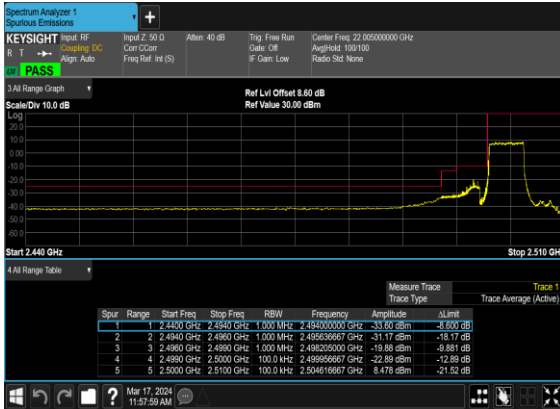 Spectrum Analyzer 1
Spurious Emissions
+
KEYSIGHT Input: RF Input Z: 50 Ω Atten: 40 dB Trig: Free Run Center Freq: 22.005000000 GHz
R T Coupling: DC Corr CCorr Gate: Off Avg|Hold: 100/100
Align: Auto Freq Ref: Int (S) IF Gain: Low Radio Std: None
PASS
3 All Range Graph
Ref Lvl Offset 8.60 dB
Scale/Div 10.0 dB Ref Value 30.00 dBm
Log
20.0
10.0
0.00
-10.0
-20.0
-30.0
-40.0
-50.0
-60.0
Start 2.440 GHz Stop 2.510 GH
4 All Range Table
Measure Trace Trace 1
Trace Type Trace Average (Active)
Spur Range Start Freq Stop Freq RBW Frequency Amplitude ΔLimit
1 1 2.4400 GHz 2.4940 GHz 1.000 MHz 2.494000000 GHz -33.60 dBm -8.600 dB
2 2 2.4940 GHz 2.4960 GHz 1.000 MHz 2.495636667 GHz -31.17 dBm -18.17 dB
3 3 2.4960 GHz 2.4990 GHz 1.000 MHz 2.498205000 GHz -19.88 dBm -9.881 dB
4 4 2.4990 GHz 2.5000 GHz 100.0 kHz 2.499956667 GHz -22.89 dBm -12.89 dB
5 5 2.5000 GHz 2.5100 GHz 100.0 kHz 2.504616667 GHz 8.478 dBm -21.52 dB
?
Mar 17, 2024
11:57:59 AM